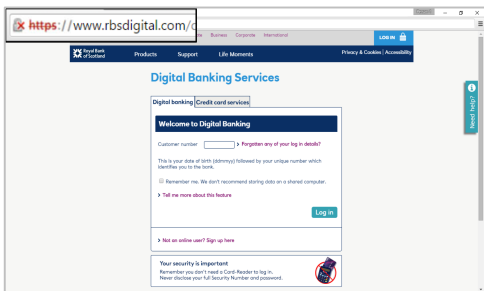 https://www.rbsdigital.com/
Business Corporate International
LOG IN
Royal Bank
of Scotland
Products Support Life Moments
Privacy & Cookies | Accessibility
Digital Banking Services
Need help?
Digital banking Credit card services
Welcome to Digital Banking
Customer number > Forgotten any of your log in details?
This is your date of birth (ddmmyy) followed by your unique number which
identifies you to the bank.
Remember me. We don't recommend storing data on a shared computer.
> Tell me more about
this feature
Log in
> Not an online user? Sign up here
Your security is important
Remember you don't need a Card-Reader to log in.
Never disclose your full Security Number and password.